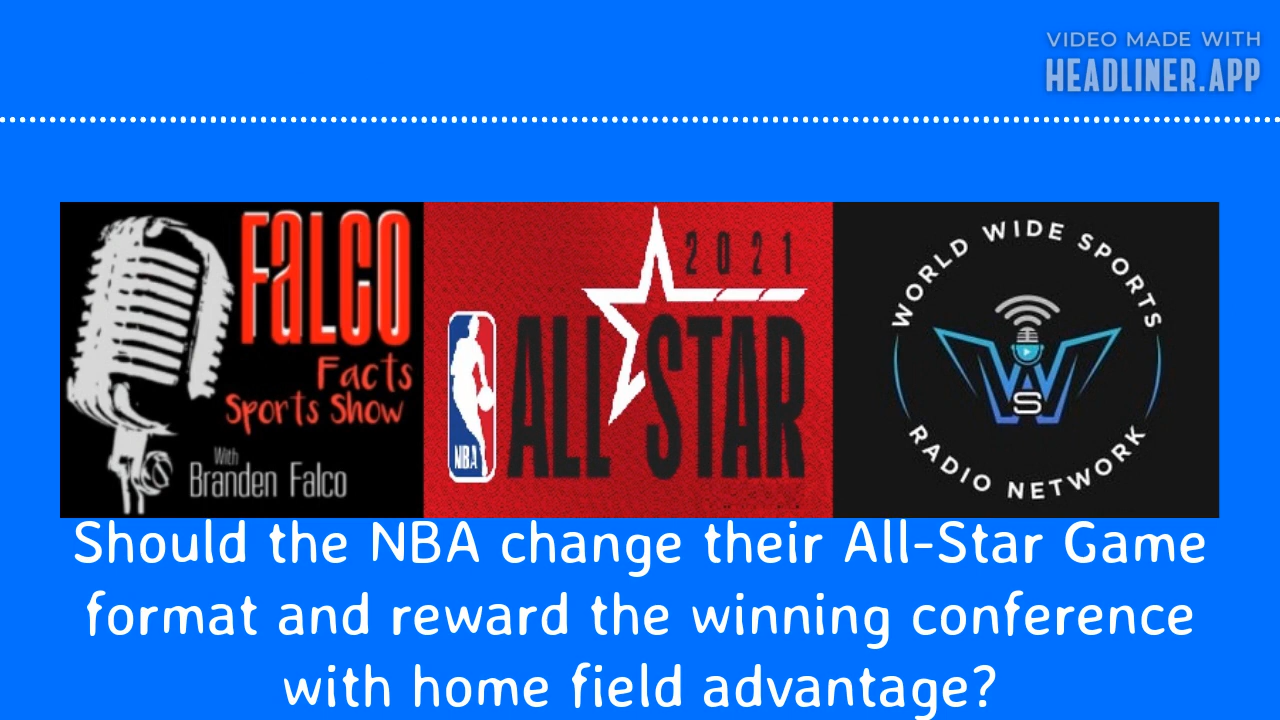 VIDEO MADE WITH
HEADLINER.APP
FALCO
Facts
Sports Show
With
Branden Falco
2021
ALL STAR
NBA
WORLD WIDE SPORTS
WAS
RADIO NETWORK
Should the NBA change their All-Star Game
format and reward the winning conference
with home field advantage?